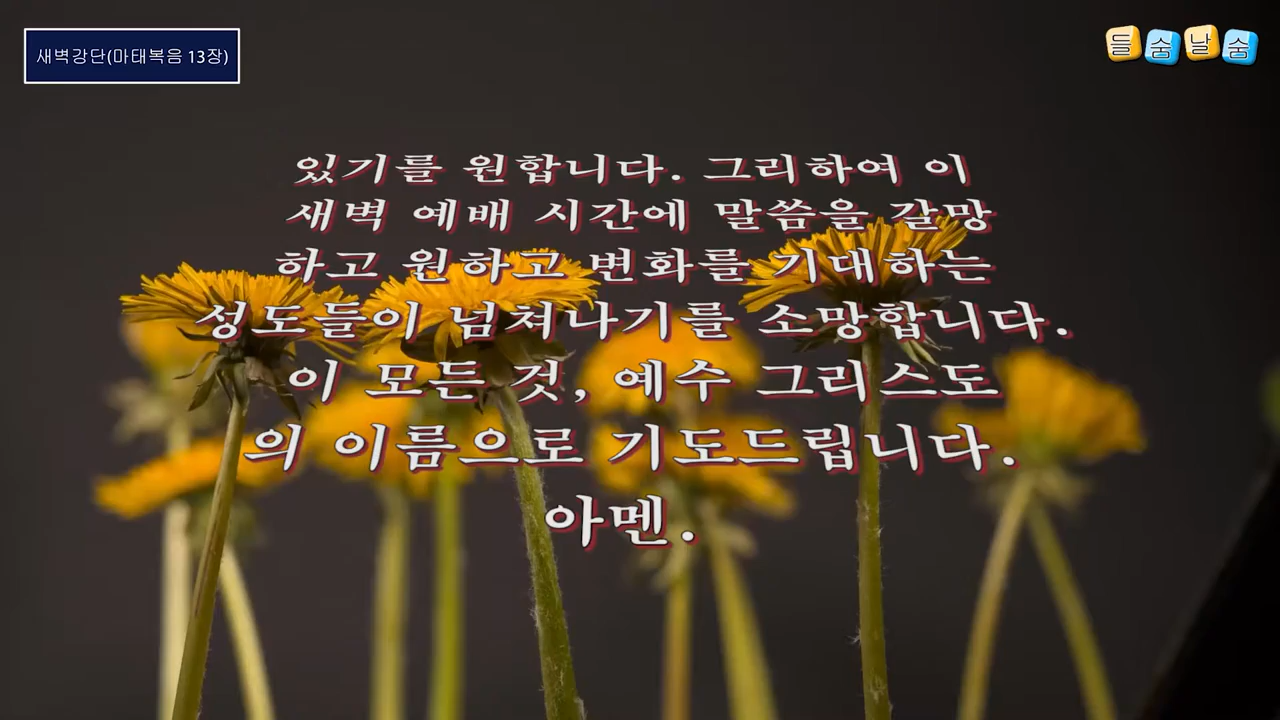 새벽강단(마태복음 13장)
들숨날숨
있기를 원합니다. 그리하여 이
새벽 예배 시간에 말씀을 갈망
하고 원하고 변화를 기대하는
성도들이 넘쳐나기를 소망합니다.
이 모든 것, 예수 그리스도
의 이름으로 기도드립니다.
아멘.